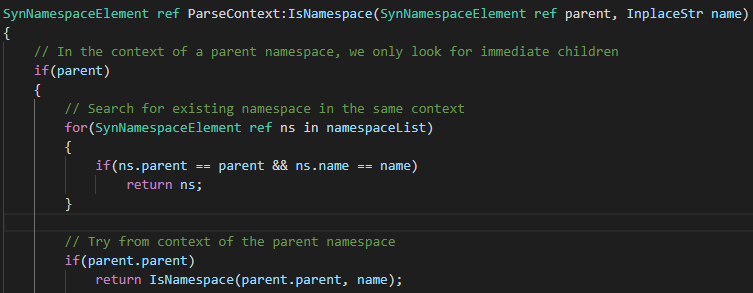 SynNamespaceElement ref ParseContext:IsNamespace(SynNamespaceElement ref parent, InplaceStr name)
{
    // In the context of a parent namespace, we only look for immediate children
    if(parent)
    {
        // Search for existing namespace in the same context
        for(SynNamespaceElement ref ns in namespaceList)
        {
            if(ns.parent == parent && ns.name == name)
                return ns;
        }

        // Try from context of the parent namespace
        if(parent.parent)
            return IsNamespace(parent.parent, name);